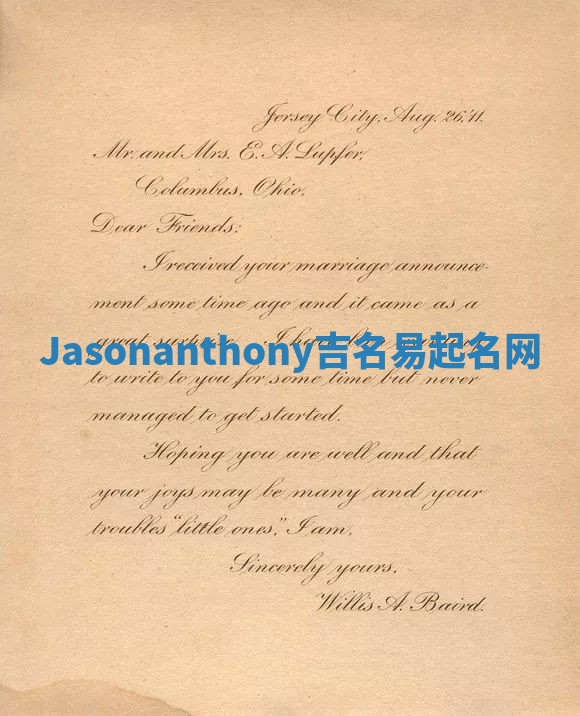 Jersey City, Aug. 26, '11.
Mr. and Mrs. E. A. Lupfer,
Columbus, Ohio.
Dear Friends:
I received your marriage announce-
ment some time ago and it came as a
great surprise. I have been
Jasonanthony吉名易起名网
to write to you for some time but never
managed to get started.
Hoping you are well and that
your joys may be many and your
troubles "little ones," I am,
Sincerely yours,
Willis A. Baird.